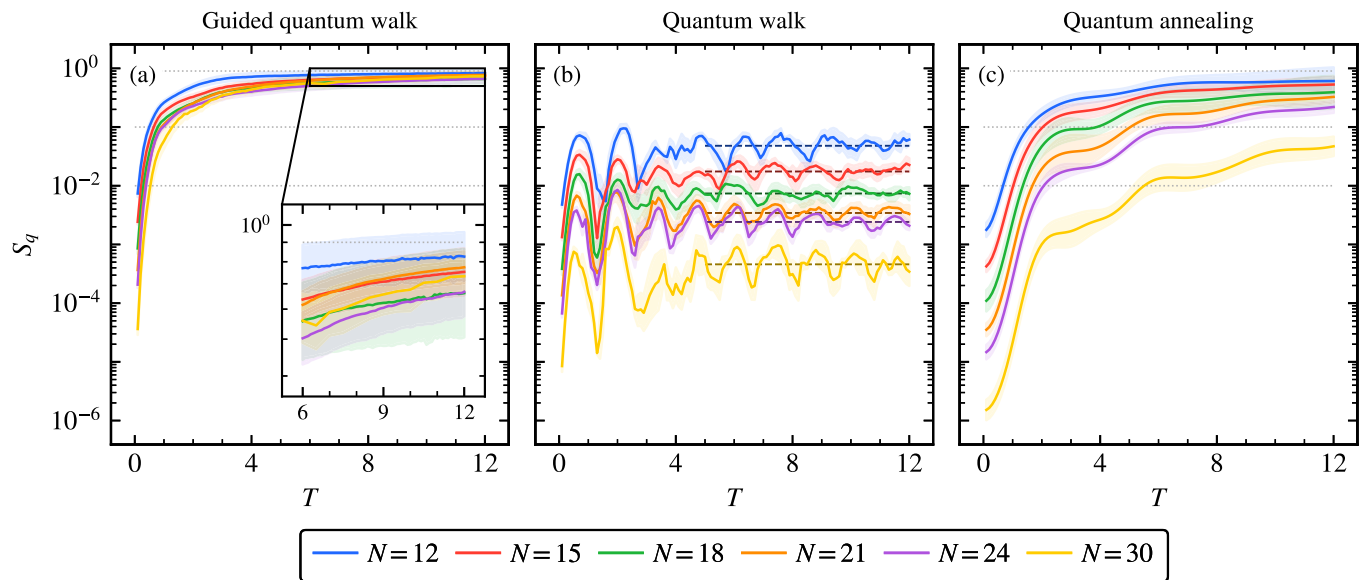 Guided quantum walk
Quantum walk
Quantum annealing
(a)
(b)
(c)
S_q
10^0
10^{-2}
10^{-4}
10^{-6}
10^0
6 9 12
0 4 8 12
0 4 8 12
0 4 8 12
T
T
T
N = 12 N = 15 N = 18 N = 21 N = 24 N = 30